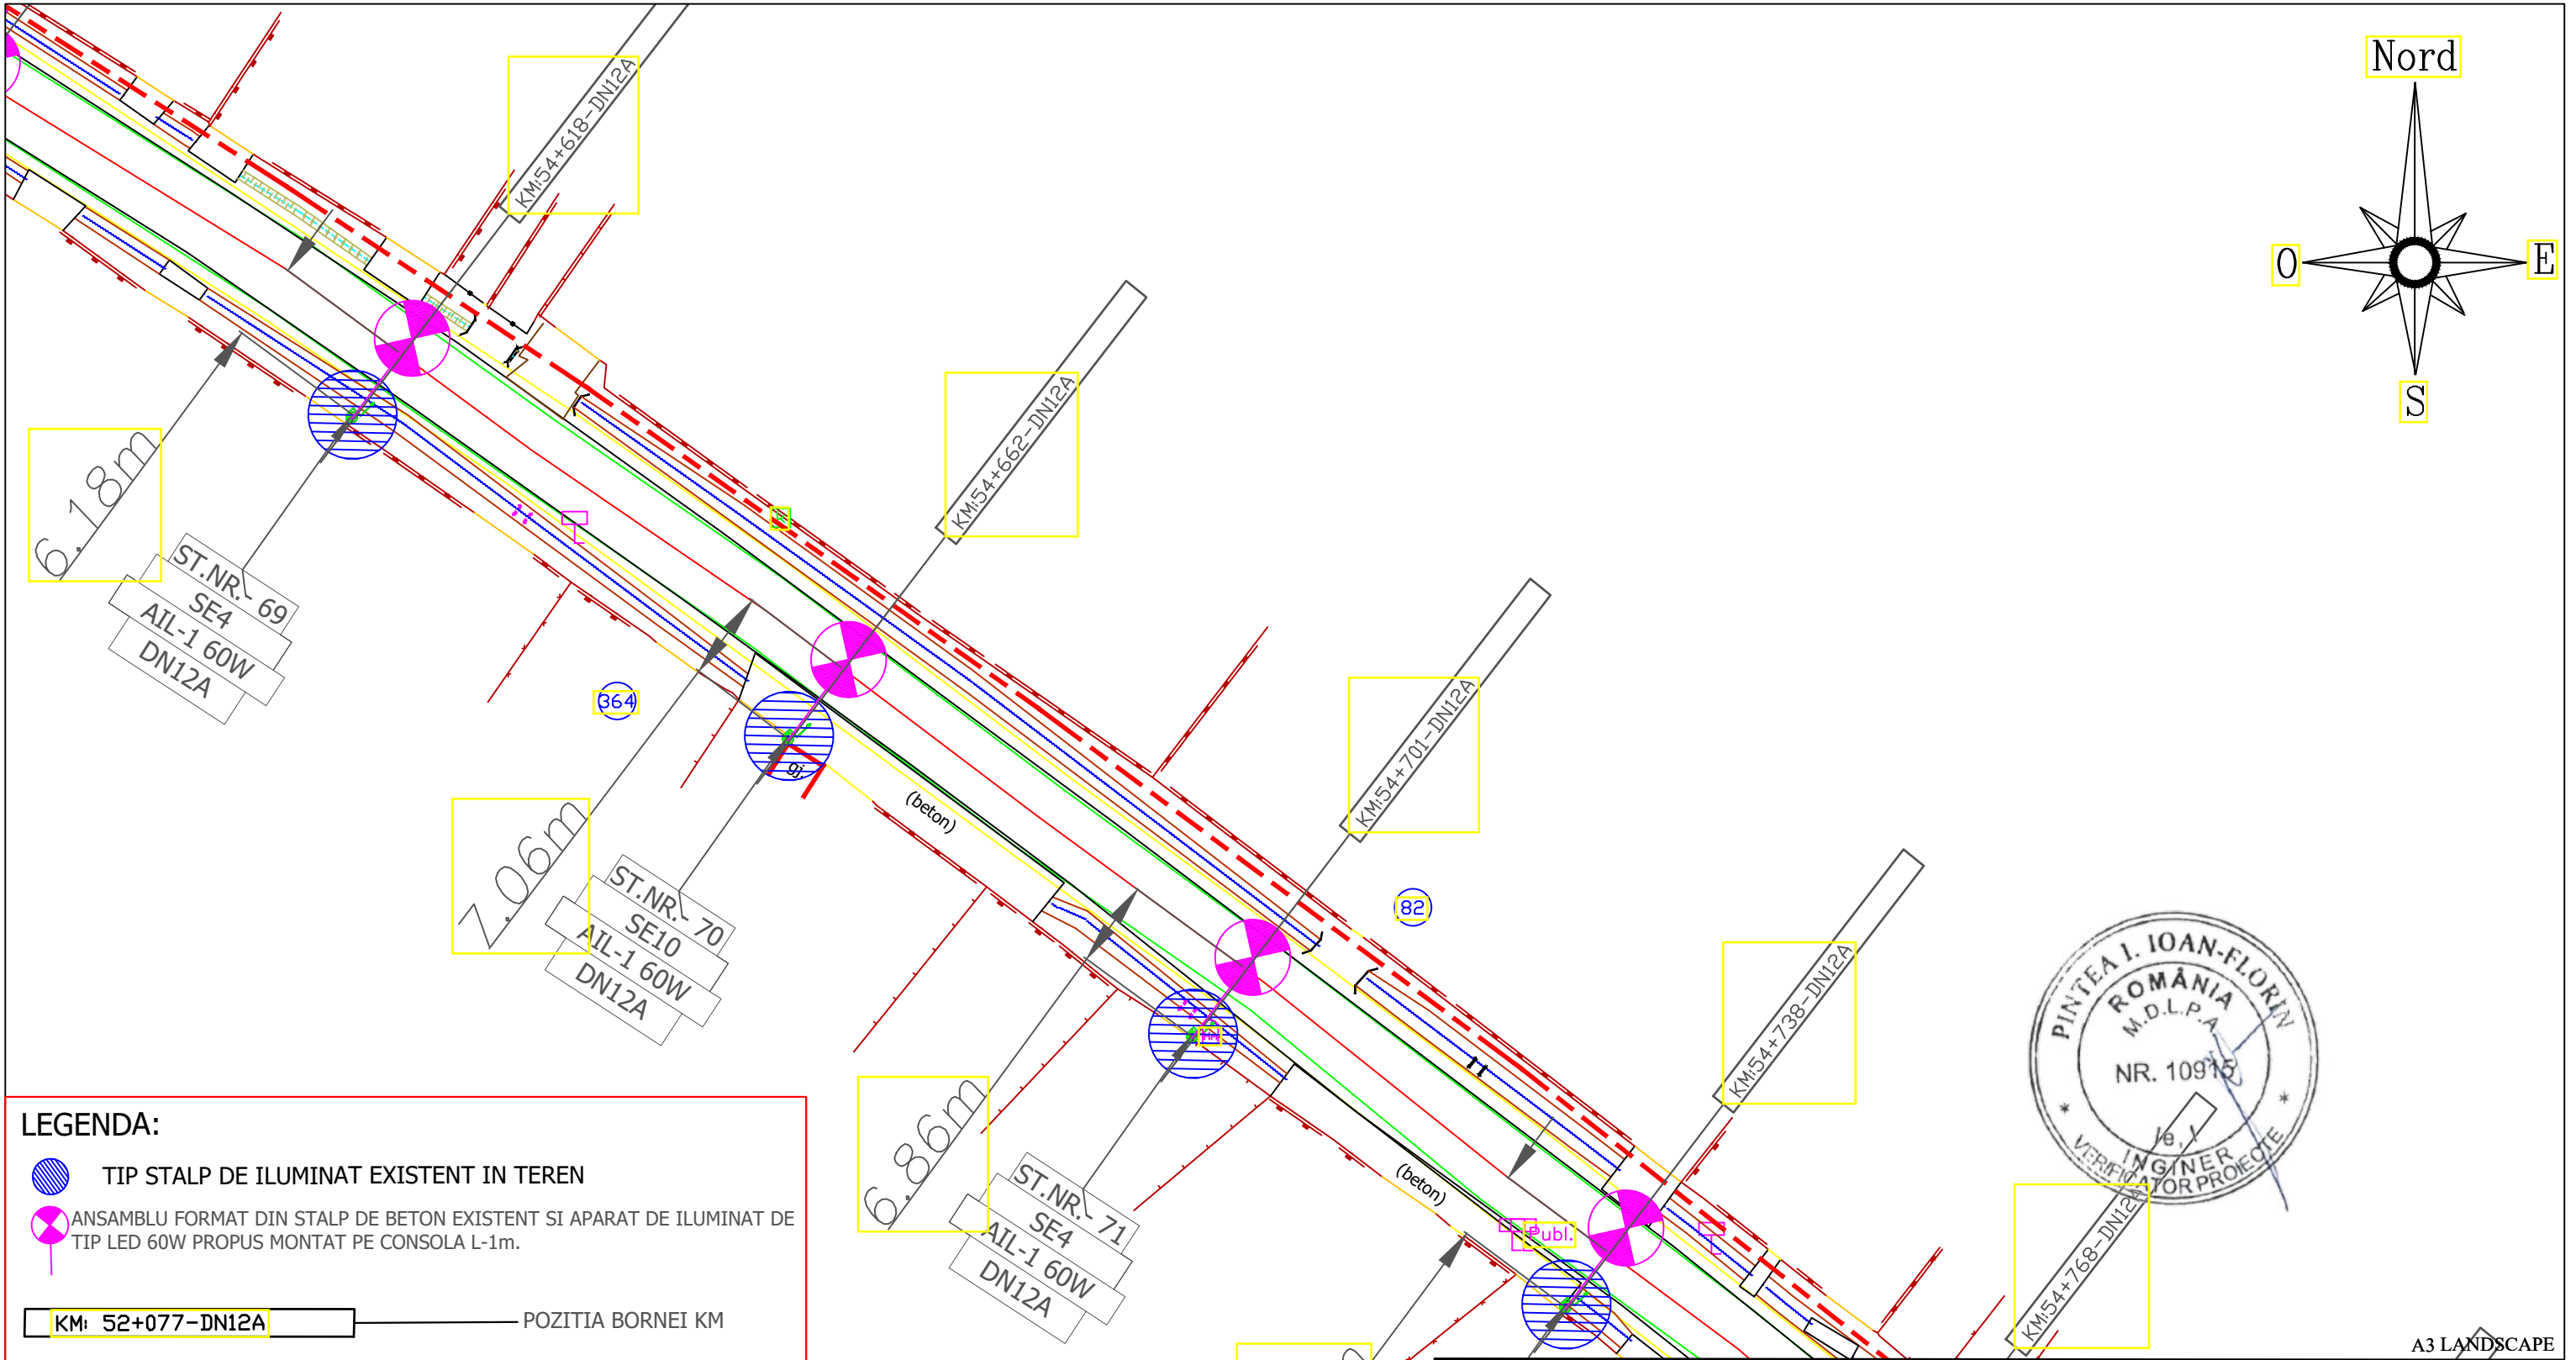 Nord
O
E
S
KM:54+618-DN12A
KM:54+662-DN12A
KM:54+701-DN12A
KM:54+738-DN12A
KM:54+768-DN12A
6.18m
ST.NR.- 69
SE4
AIL-1 60W
DN12A
364
gj.
(beton)
7.06m
ST.NR.- 70
SE10
AIL-1 60W
DN12A
82
6.86m
ST.NR.- 71
SE4
AIL-1 60W
DN12A
(beton)
Publ.
PINTEA I. IOAN-FLORIN
ROMÂNIA
M.D.L.P.A
NR. 10915
Ie, I
INGINER
VERIFICATOR PROIECTE
LEGENDA:
TIP STALP DE ILUMINAT EXISTENT IN TEREN
ANSAMBLU FORMAT DIN STALP DE BETON EXISTENT SI APARAT DE ILUMINAT DE
TIP LED 60W PROPUS MONTAT PE CONSOLA L-1m.
KM: 52+077-DN12A
POZITIA BORNEI KM
A3 LANDSCAPE